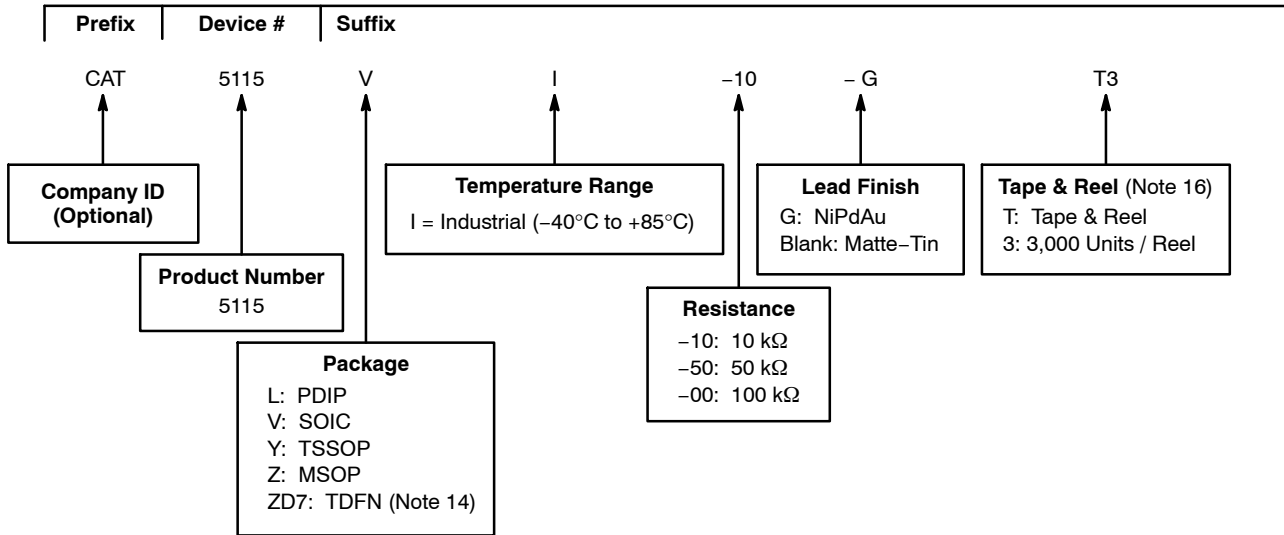 Prefix Device # Suffix
CAT 5115 V I −10 − G T3
Company ID
(Optional)
Product Number
5115
Package
L: PDIP
V: SOIC
Y: TSSOP
Z: MSOP
ZD7: TDFN (Note 14)
Temperature Range
I = Industrial (−40°C to +85°C)
Resistance
−10: 10 kΩ
−50: 50 kΩ
−00: 100 kΩ
Lead Finish
G: NiPdAu
Blank: Matte−Tin
Tape & Reel (Note 16)
T: Tape & Reel
3: 3,000 Units / Reel